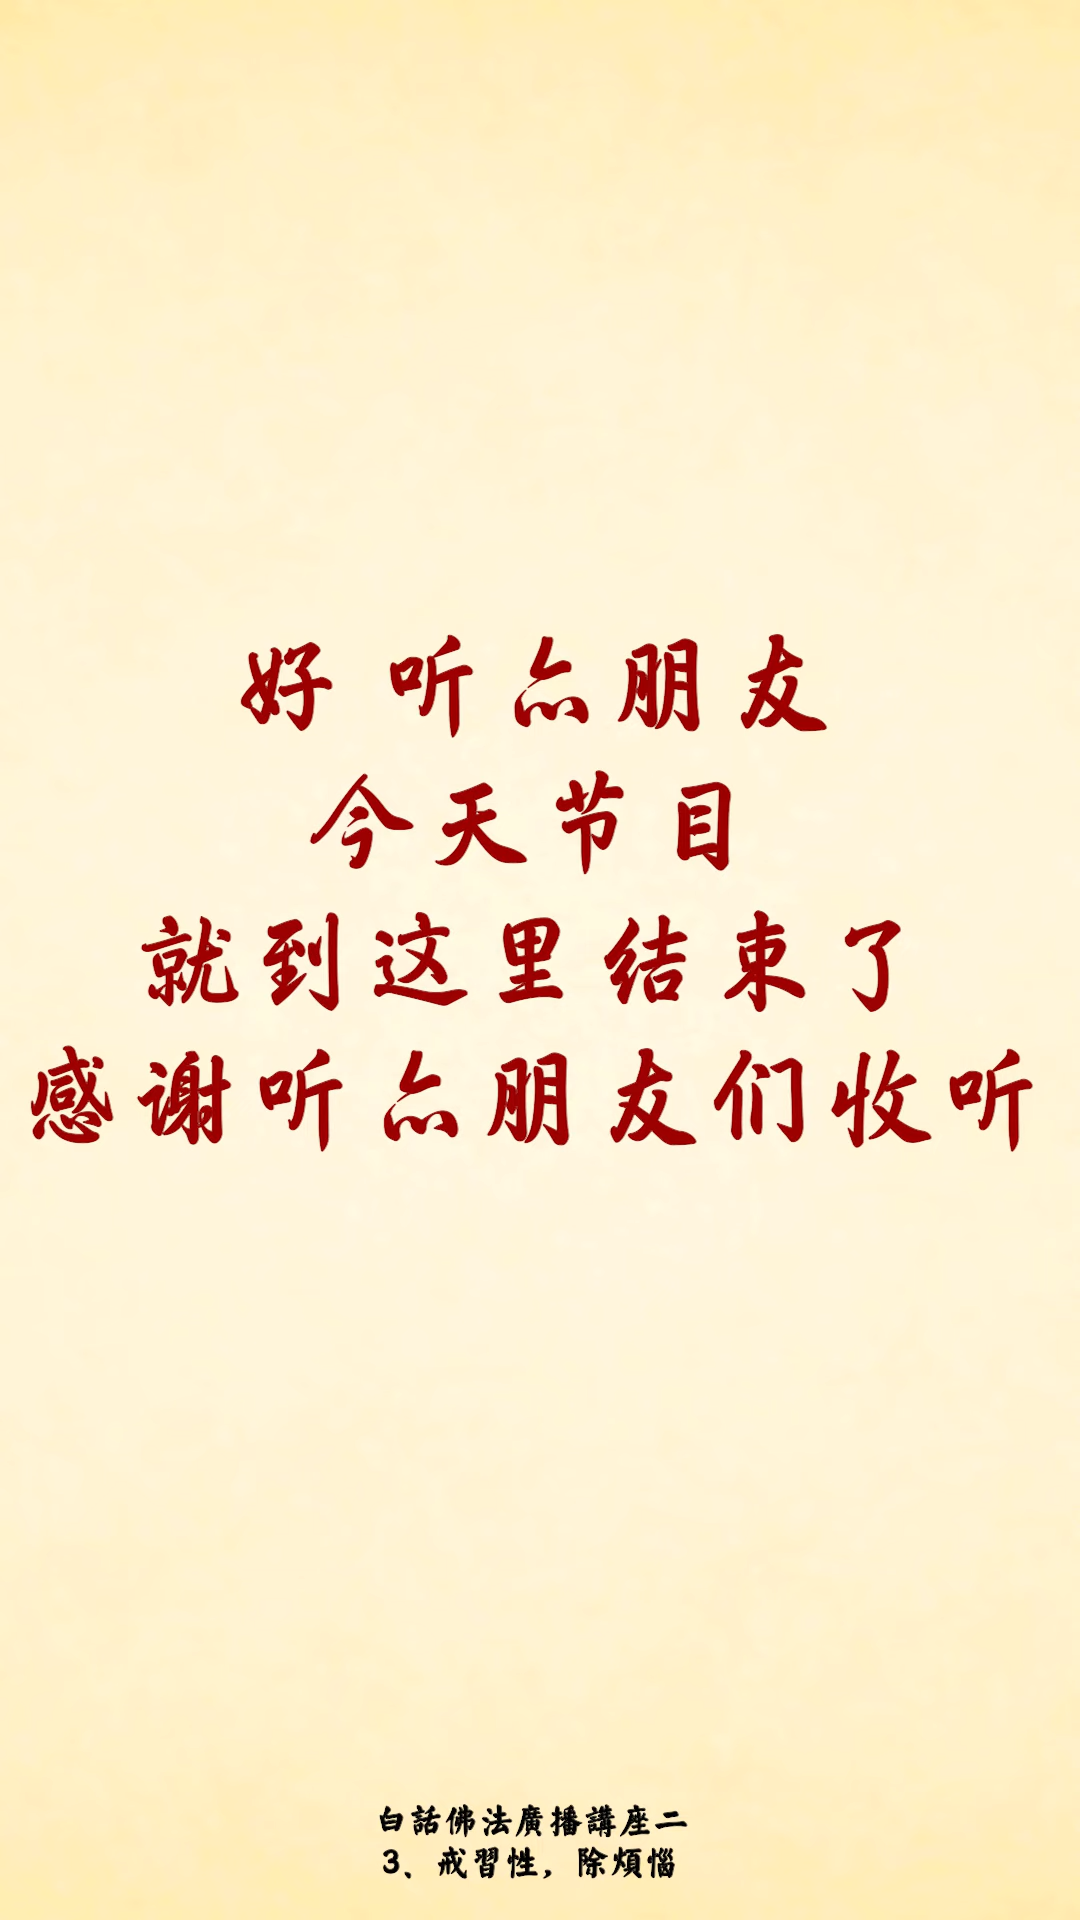 好 听众朋友
今天节目
就到这里结束了
感谢听众朋友们收听
白話佛法廣播講座二
3、戒習性，除煩惱